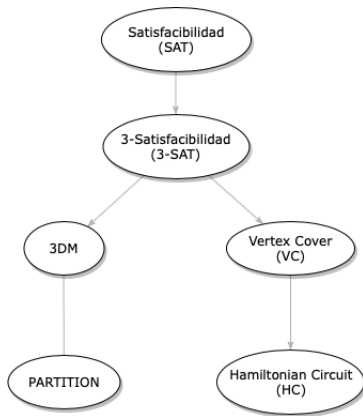 Satisfacibilidad
(SAT)
3-Satisfacibilidad
(3-SAT)
3DM
Vertex Cover
(VC)
PARTITION
Hamiltonian Circuit
(HC)